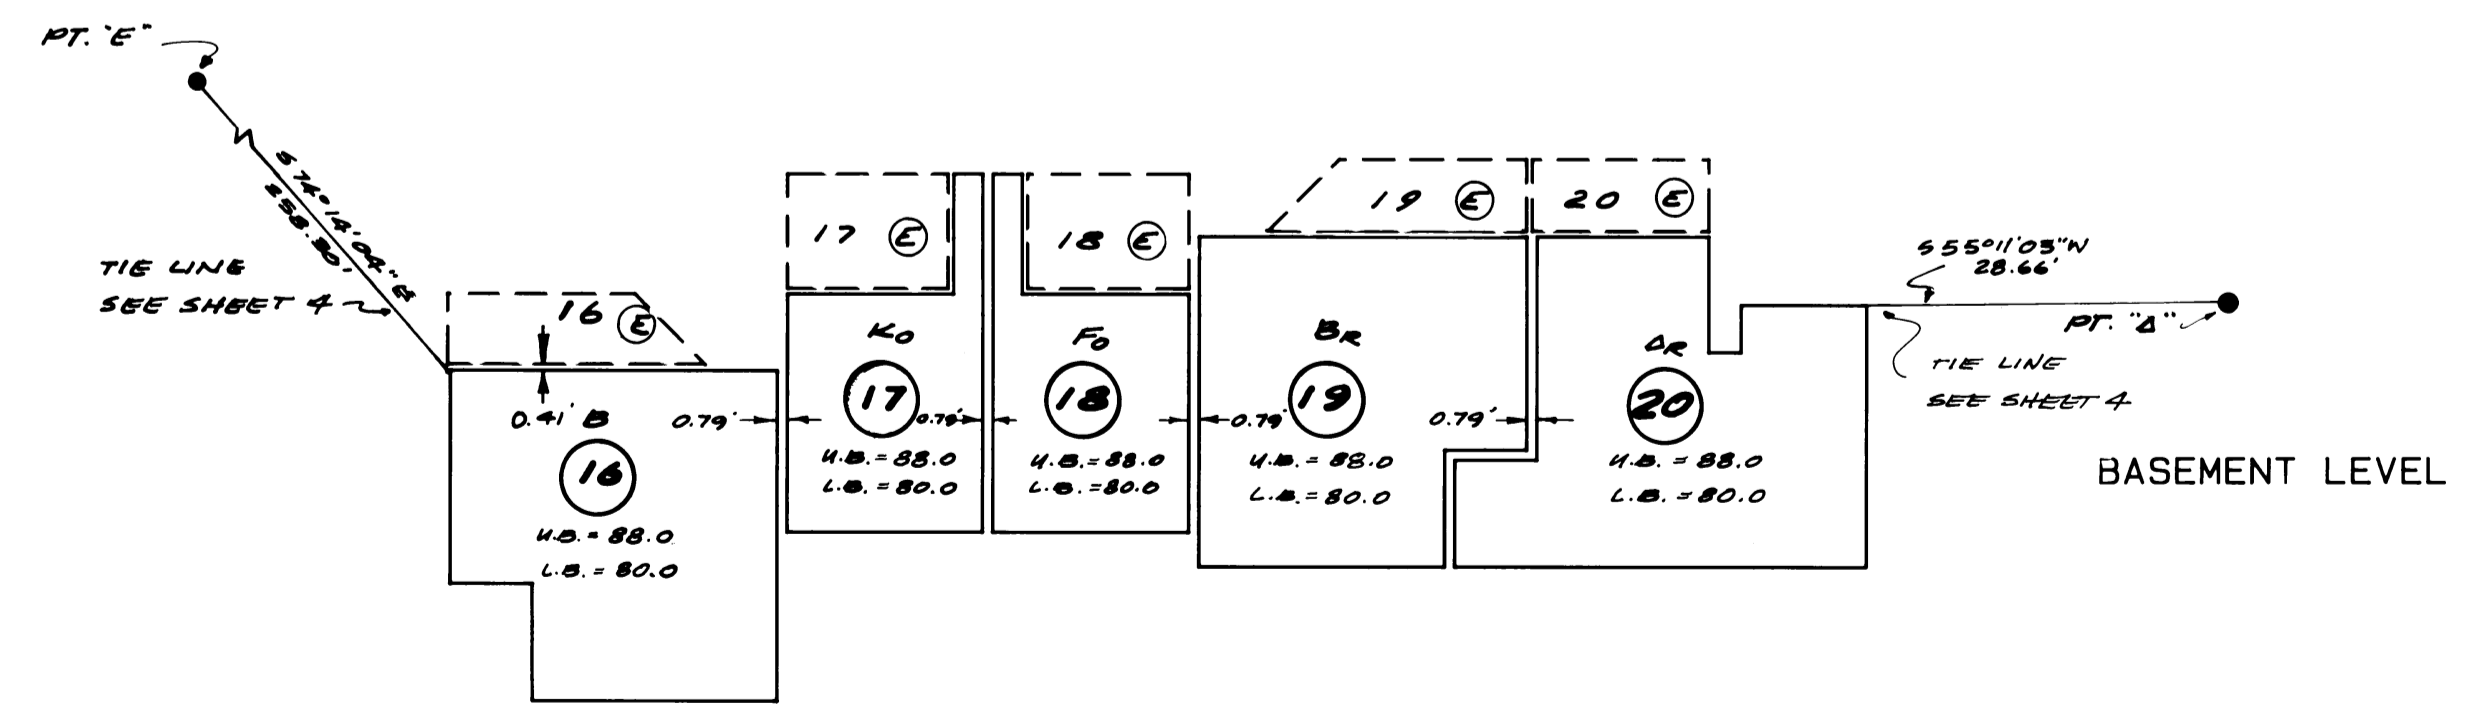 PT. "E"
S 74°14'04" E
258.30'
TIE LINE
SEE SHEET 4
16 E
0.41' B
16
U.B. = 88.0
L.B. = 80.0
0.79'
17 E
KO
17
U.B. = 88.0
L.B. = 80.0
0.79'
18 E
FO
18
U.B. = 88.0
L.B. = 80.0
0.79'
19 E
BR
19
U.B. = 88.0
L.B. = 80.0
0.79'
20 E
ΔR
20
U.B. = 88.0
L.B. = 80.0
S 55°11'03" W
28.66'
PT. "Δ"
TIE LINE
SEE SHEET 4
BASEMENT LEVEL